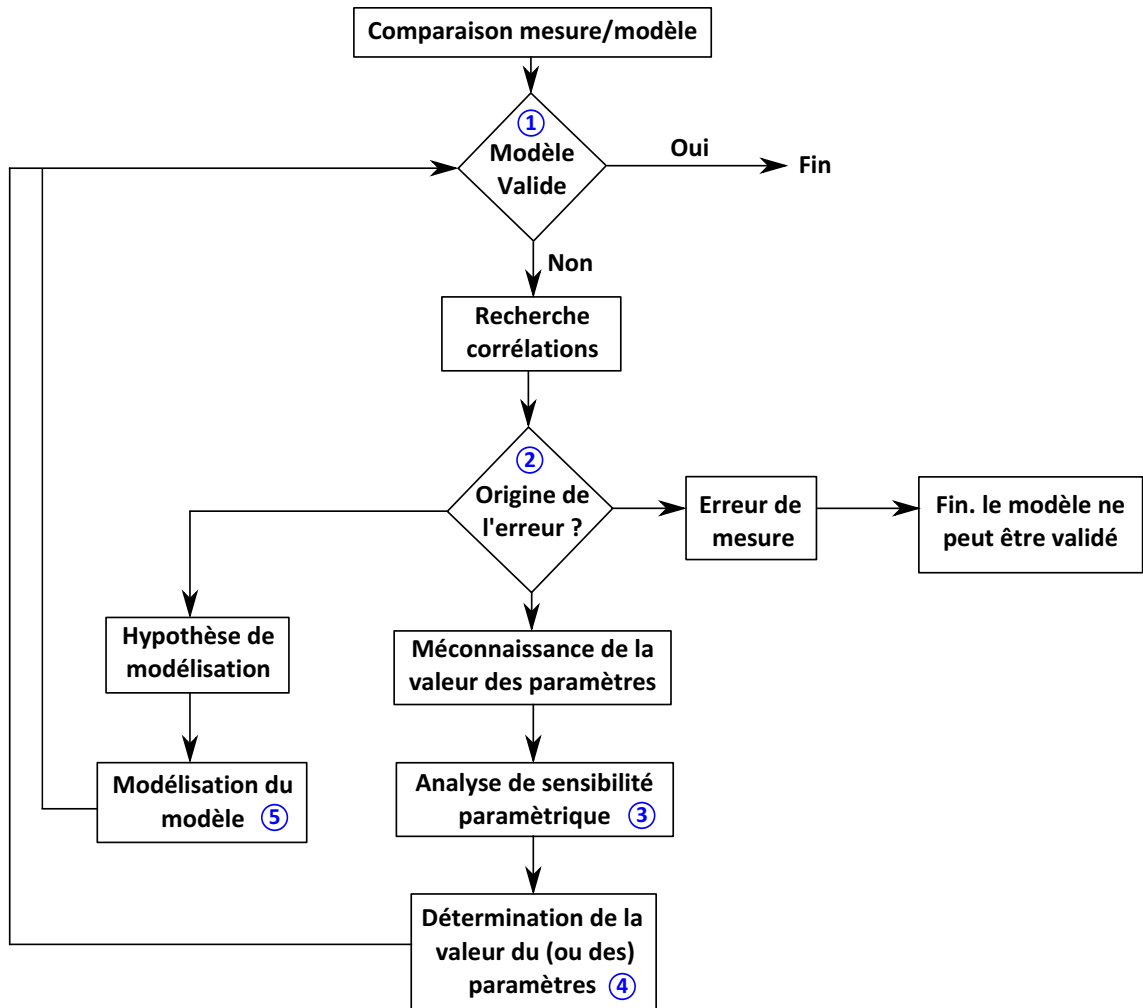 Comparaison mesure/modèle
①
Modèle
Valide
Oui
Fin
Non
Recherche
corrélations
②
Origine de
l'erreur ?
Erreur de
mesure
Fin. le modèle ne
peut être validé
Hypothèse de
modélisation
Méconnaissance de la
valeur des paramètres
Modélisation du
modèle ⑤
Analyse de sensibilité
paramètrique ③
Détermination de la
valeur du (ou des)
paramètres ④